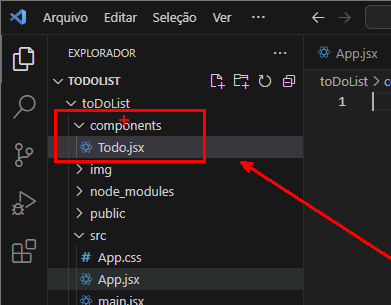 Arquivo Editar Seleção Ver
EXPLORADOR
App.jsx
TODOLIST
toDoList
toDoList >
1
components
Todo.jsx
img
node_modules
public
src
# App.css
App.jsx
main.jsx